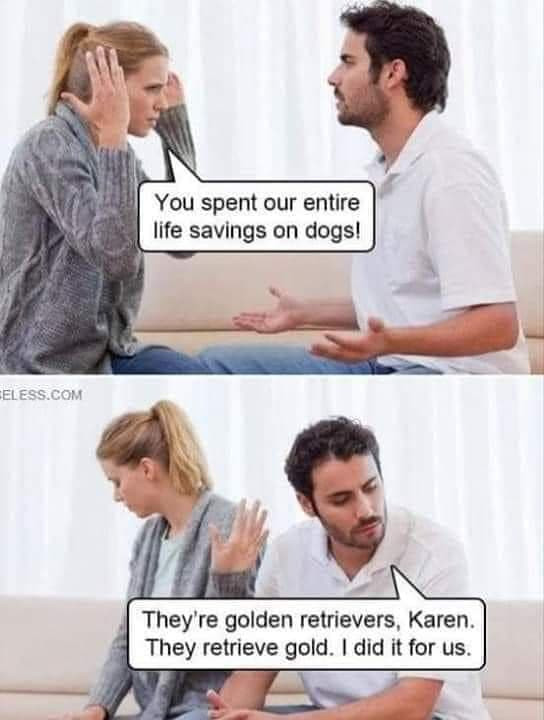 You spent our entire
life savings on dogs!
ELESS.COM
They're golden retrievers, Karen.
They retrieve gold. I did it for us.